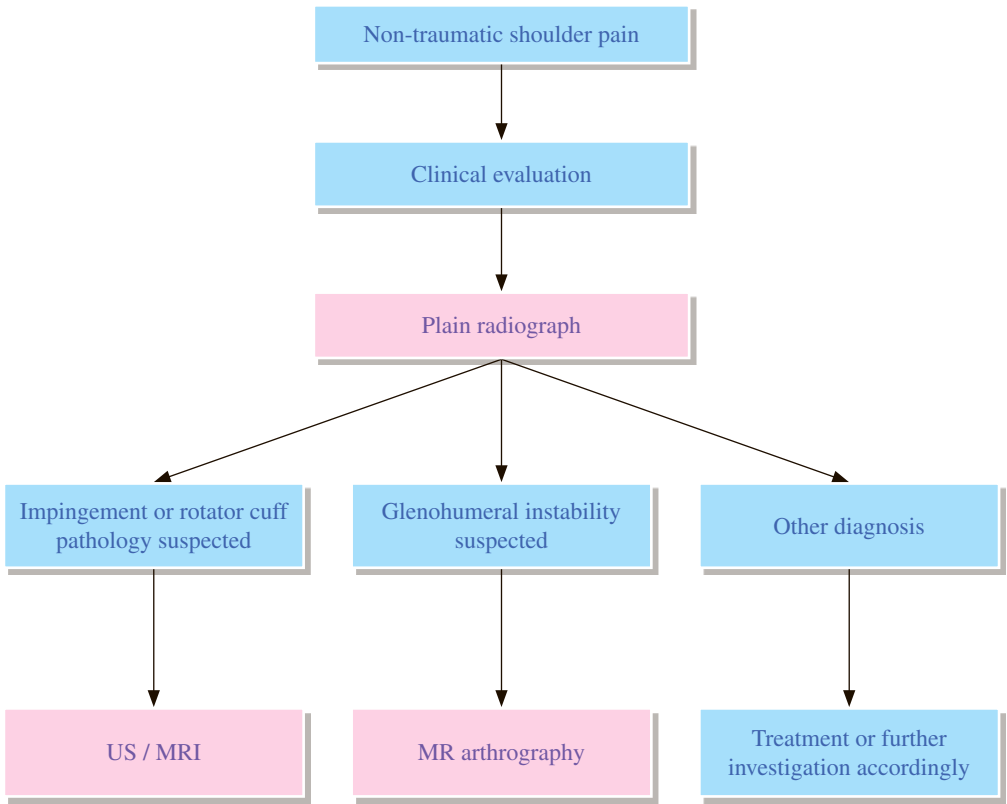 Non-traumatic shoulder pain
Clinical evaluation
Plain radiograph
Impingement or rotator cuff
pathology suspected
Glenohumeral instability
suspected
Other diagnosis
US / MRI
MR arthrography
Treatment or further
investigation accordingly